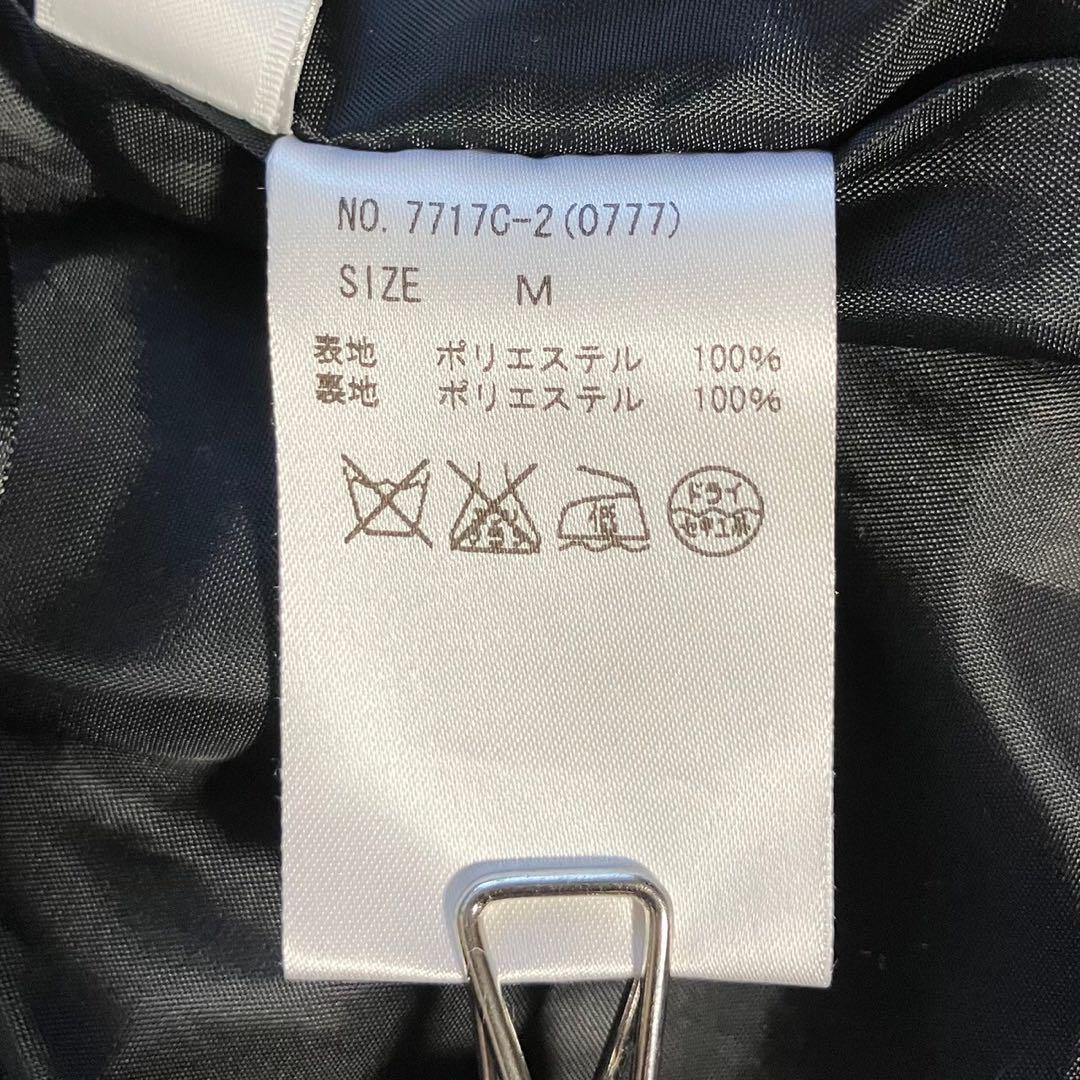 NO. 7717C-2(0777)
SIZE M
表地 ポリエステル 100%
裏地 ポリエステル 100%
低 ドライ